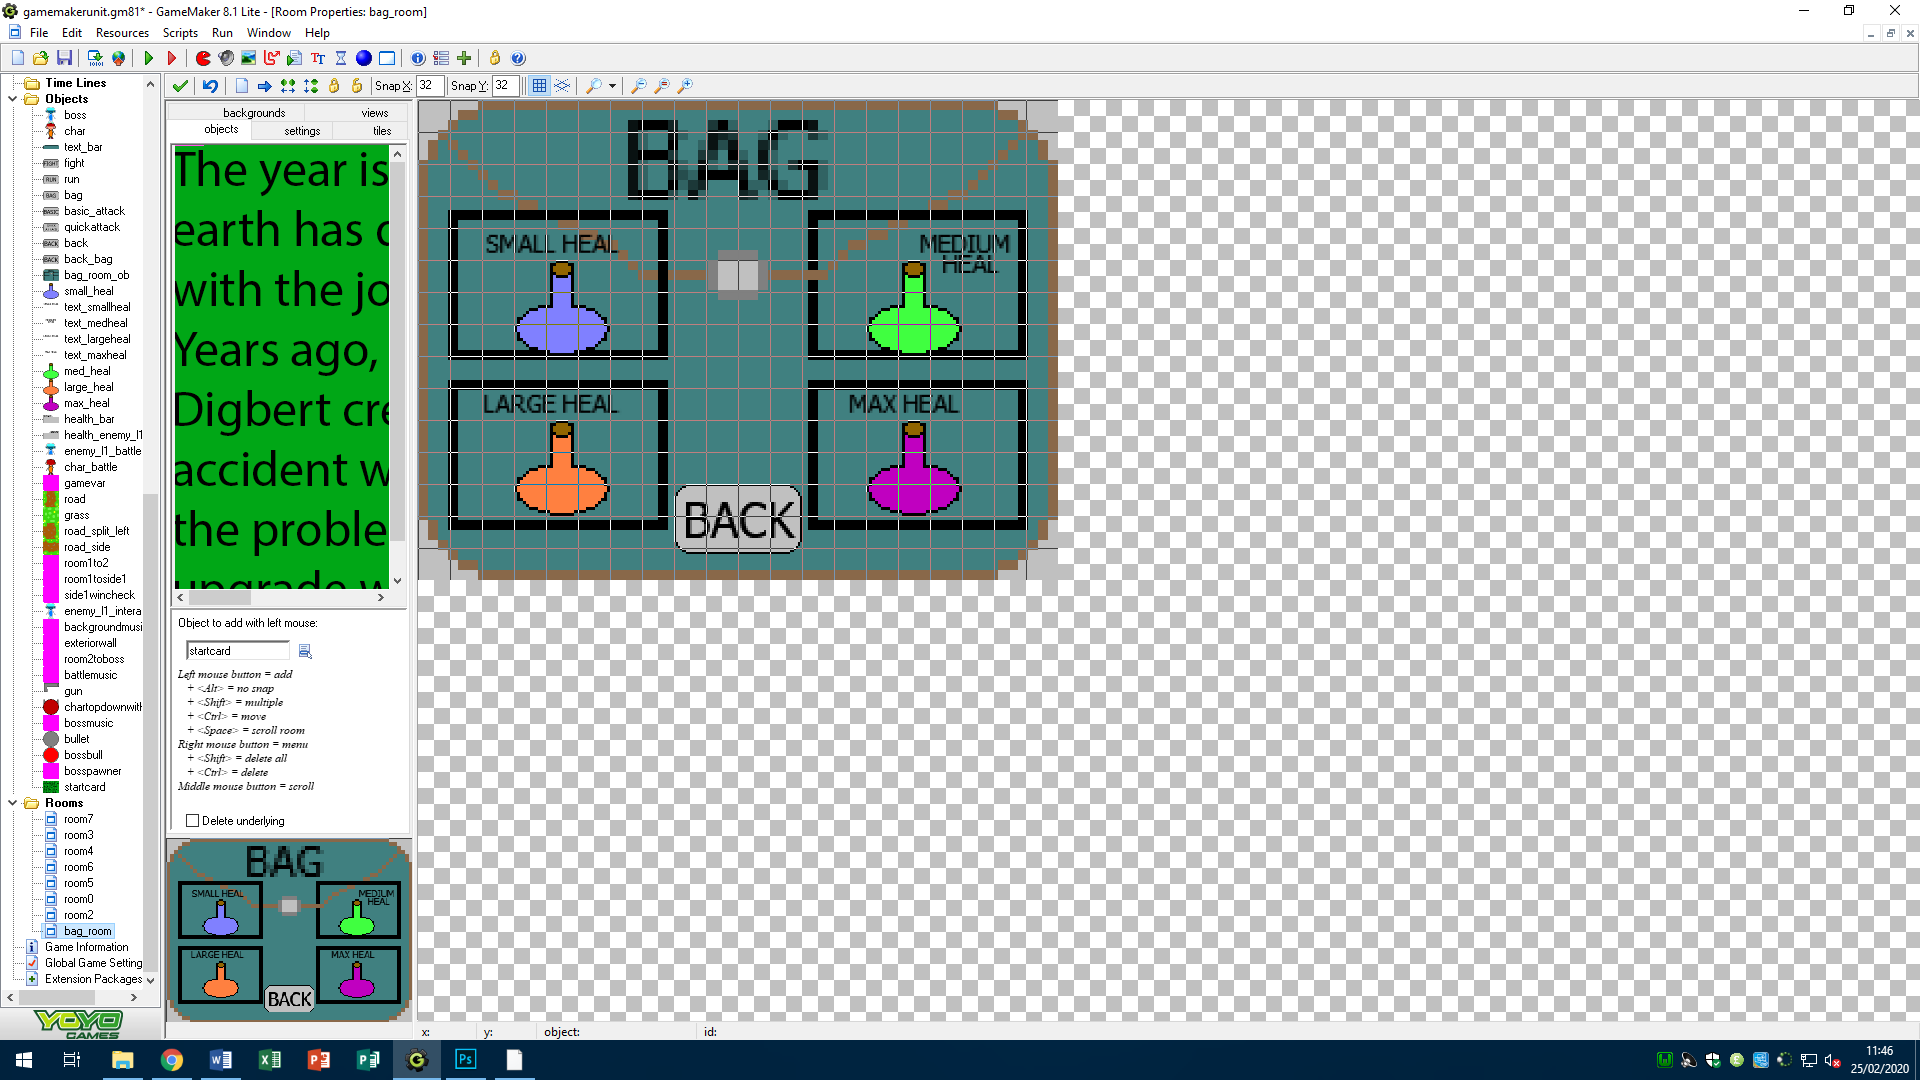 gamemakerunit.gm81* - GameMaker 8.1 Lite - [Room Properties: bag_room]
File Edit Resources Scripts Run Window Help
Snap X: 32 Snap Y: 32
Time Lines
Objects
boss
char
text_bar
fight
run
bag
basic_attack
quickattack
back
back_bag
bag_room_ob
small_heal
text_smallheal
text_medheal
text_largeheal
text_maxheal
med_heal
large_heal
max_heal
health_bar
health_enemy_l1
enemy_l1_battle
char_battle
gamevar
road
grass
road_split_left
road_side
room1to2
room1toside1
side1wincheck
enemy_l1_intera
backgroundmusi
exteriorwall
room2toboss
battlemusic
gun
chartopdownwith
bossmusic
bullet
bossbull
bosspawner
startcard
Rooms
room7
room3
room4
room6
room5
room0
room2
bag_room
Game Information
Global Game Setting
Extension Packages
YOYO
GAMES
backgrounds views
objects settings tiles
The year is
earth has c
with the jo
Years ago,
Digbert cre
accident w
the proble
upgrade w
Object to add with left mouse:
startcard
Left mouse button = add
+ <Alt> = no snap
+ <Shift> = multiple
+ <Ctrl> = move
+ <Space> = scroll room
Right mouse button = menu
+ <Shift> = delete all
+ <Ctrl> = delete
Middle mouse button = scroll
Delete underlying
BAG
SMALL HEAL
MEDIUM
HEAL
LARGE HEAL
MAX HEAL
BACK
BAG
SMALL HEAL
MEDIUM
HEAL
LARGE HEAL
MAX HEAL
BACK
x: y: object: id:
11:46
25/02/2020